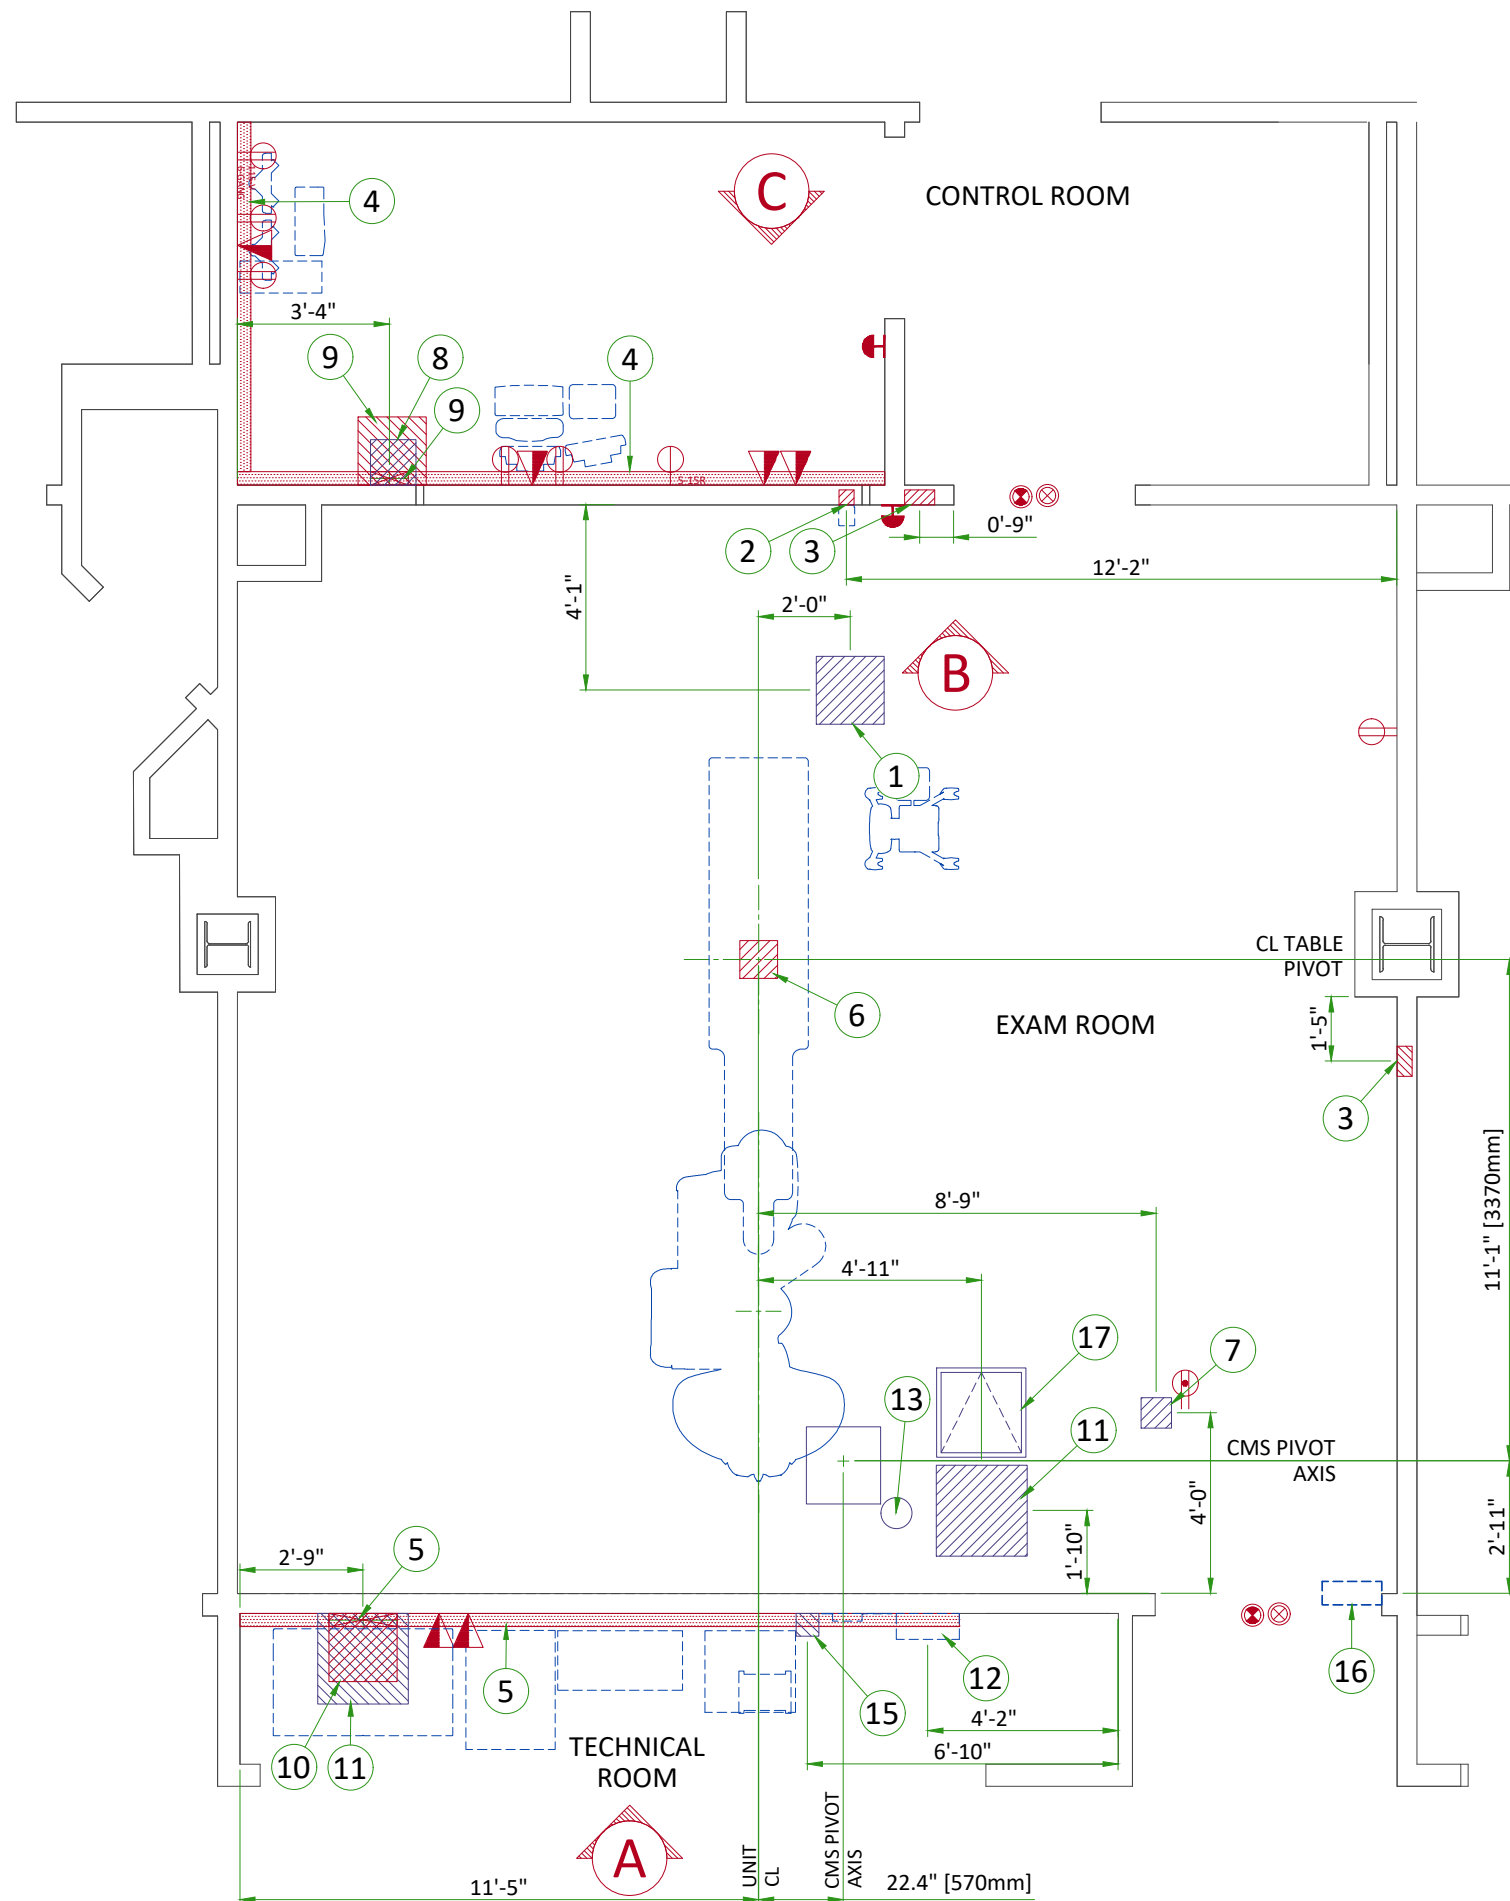 C
CONTROL ROOM
4
3'-4"
9
8
4
9
S-1SR
2
3
0'-9"
12'-2"
4'-1"
2'-0"
B
1
CL TABLE
PIVOT
6
EXAM ROOM
1'-5"
3
11'-1" [3370mm]
8'-9"
4'-11"
17
7
13
11
CMS PIVOT
AXIS
4'-0"
2'-11"
1'-10"
5
2'-9"
5
12
16
15
4'-2"
6'-10"
TECHNICAL
ROOM
10
11
A
UNIT
CL
CMS PIVOT
AXIS
11'-5"
22.4" [570mm]